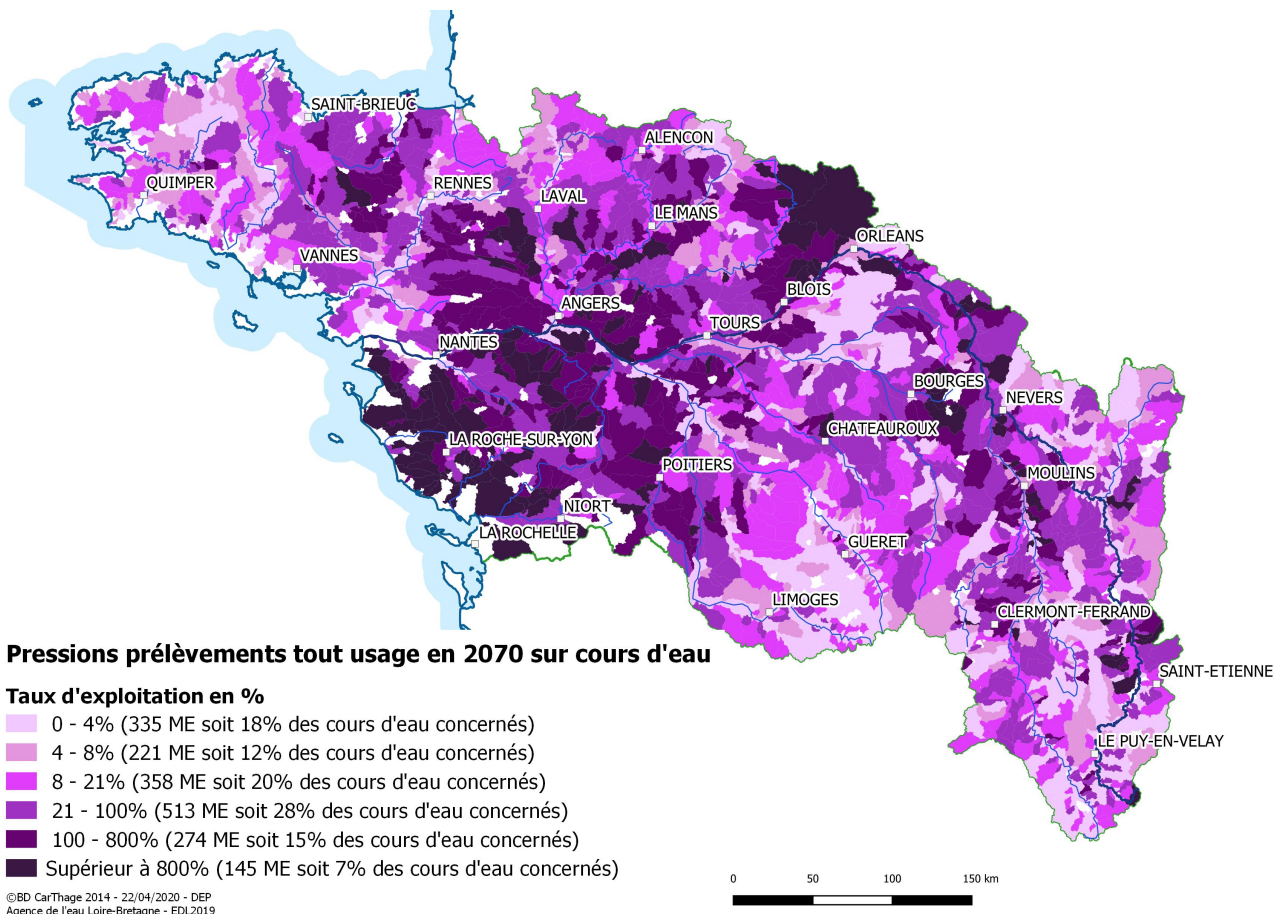 SAINT-BRIEUC
ALENCON
QUIMPER
RENNES
LAVAL
LE MANS
ORLEANS
VANNES
BLOIS
ANGERS
TOURS
NANTES
BOURGES
NEVERS
CHATEAUROUX
LA ROCHE-SUR-YON
POITIERS
MOULINS
NIORT
LA ROCHELLE
GUERET
LIMOGES
CLERMONT-FERRAND
SAINT-ETIENNE
LE PUY-EN-VELAY
Pressions prélèvements tout usage en 2070 sur cours d'eau
Taux d'exploitation en %
0 - 4% (335 ME soit 18% des cours d'eau concernés)
4 - 8% (221 ME soit 12% des cours d'eau concernés)
8 - 21% (358 ME soit 20% des cours d'eau concernés)
21 - 100% (513 ME soit 28% des cours d'eau concernés)
100 - 800% (274 ME soit 15% des cours d'eau concernés)
Supérieur à 800% (145 ME soit 7% des cours d'eau concernés)
0 50 100 150 km
©BD CarThage 2014 - 22/04/2020 - DEP
Agence de l'eau Loire-Bretagne - EDL2019